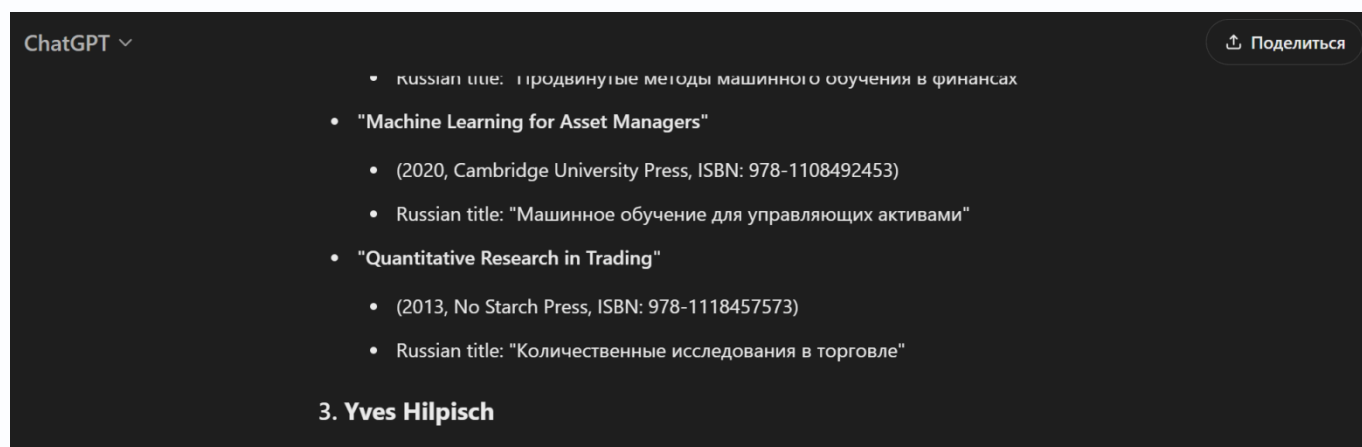 ChatGPT
Поделиться
Russian title: "Продвинутые методы машинного обучения в финансах
"Machine Learning for Asset Managers"
(2020, Cambridge University Press, ISBN: 978-1108492453)
Russian title: "Машинное обучение для управляющих активами"
"Quantitative Research in Trading"
(2013, No Starch Press, ISBN: 978-1118457573)
Russian title: "Количественные исследования в торговле"
3. Yves Hilpisch